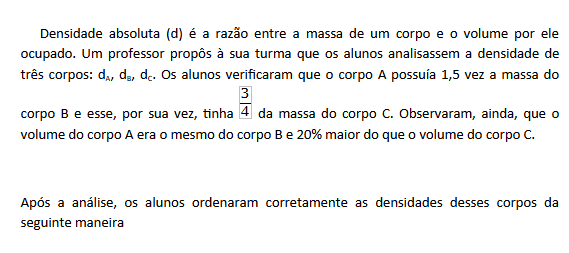 Densidade absoluta (d) é a razão entre a massa de um corpo e o volume por ele
ocupado. Um professor propôs à sua turma que os alunos analisassem a densidade de
três corpos: dA, dB, dC. Os alunos verificaram que o corpo A possuía 1,5 vez a massa do
corpo B e esse, por sua vez, tinha 3/4 da massa do corpo C. Observaram, ainda, que o
volume do corpo A era o mesmo do corpo B e 20% maior do que o volume do corpo C.
Após a análise, os alunos ordenaram corretamente as densidades desses corpos da
seguinte maneira